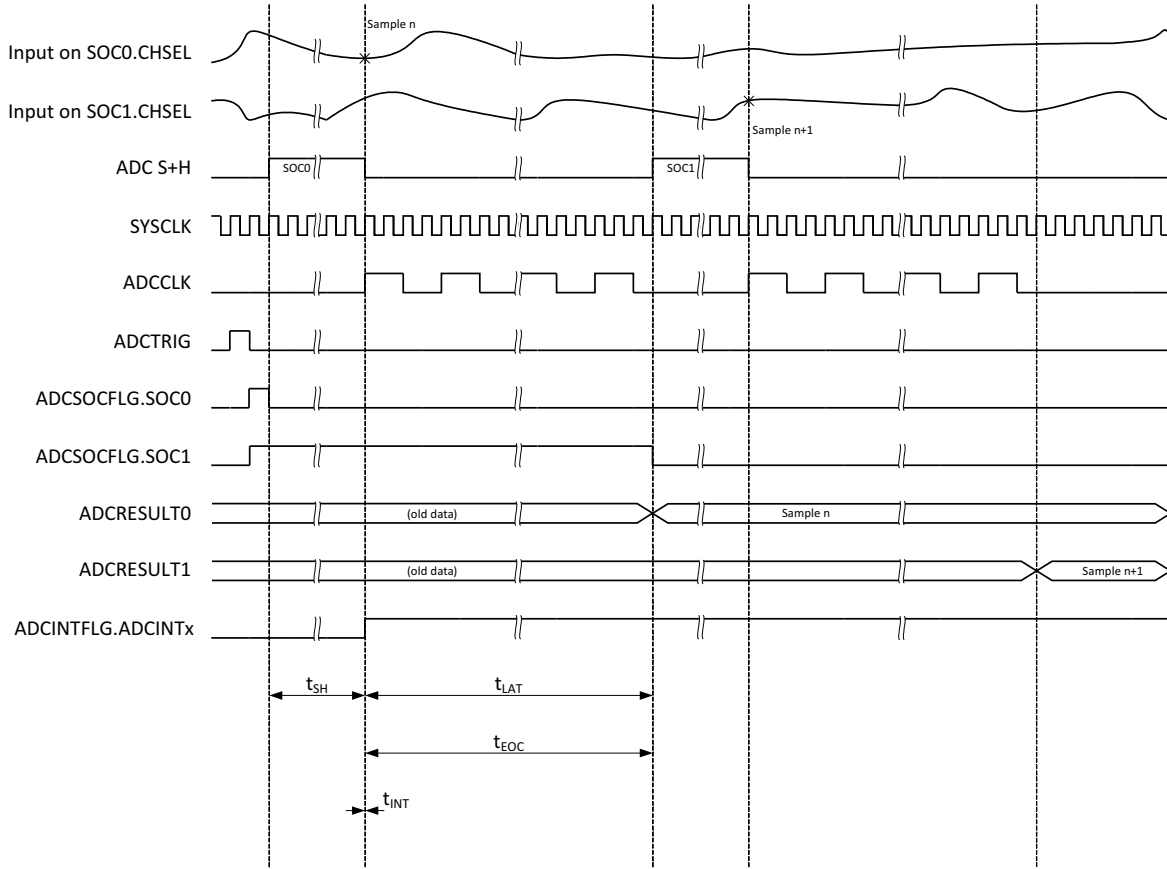 Sample n
Input on SOC0.CHSEL
Input on SOC1.CHSEL
Sample n+1
ADC S+H
SOC0
SOC1
SYSCLK
ADCCLK
ADCTRIG
ADCSOCFLG.SOC0
ADCSOCFLG.SOC1
ADCRESULT0
(old data)
Sample n
ADCRESULT1
(old data)
Sample n+1
ADCINTFLG.ADCINTx
tSH
tLAT
tEOC
tINT